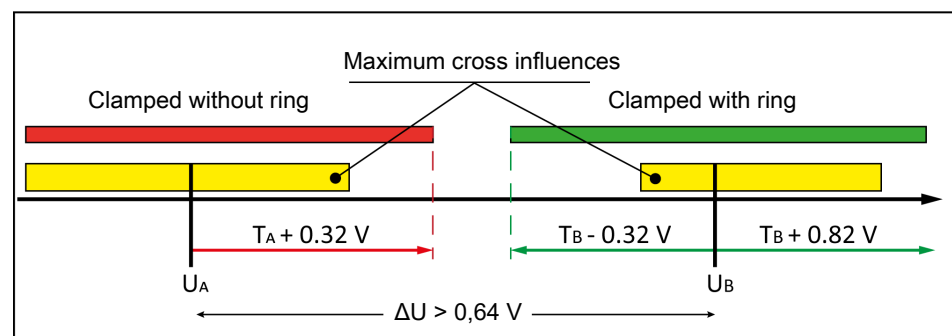 Maximum cross influences
Clamped without ring
Clamped with ring
TA + 0.32 V
TB - 0.32 V
TB + 0.82 V
UA
UB
ΔU > 0,64 V